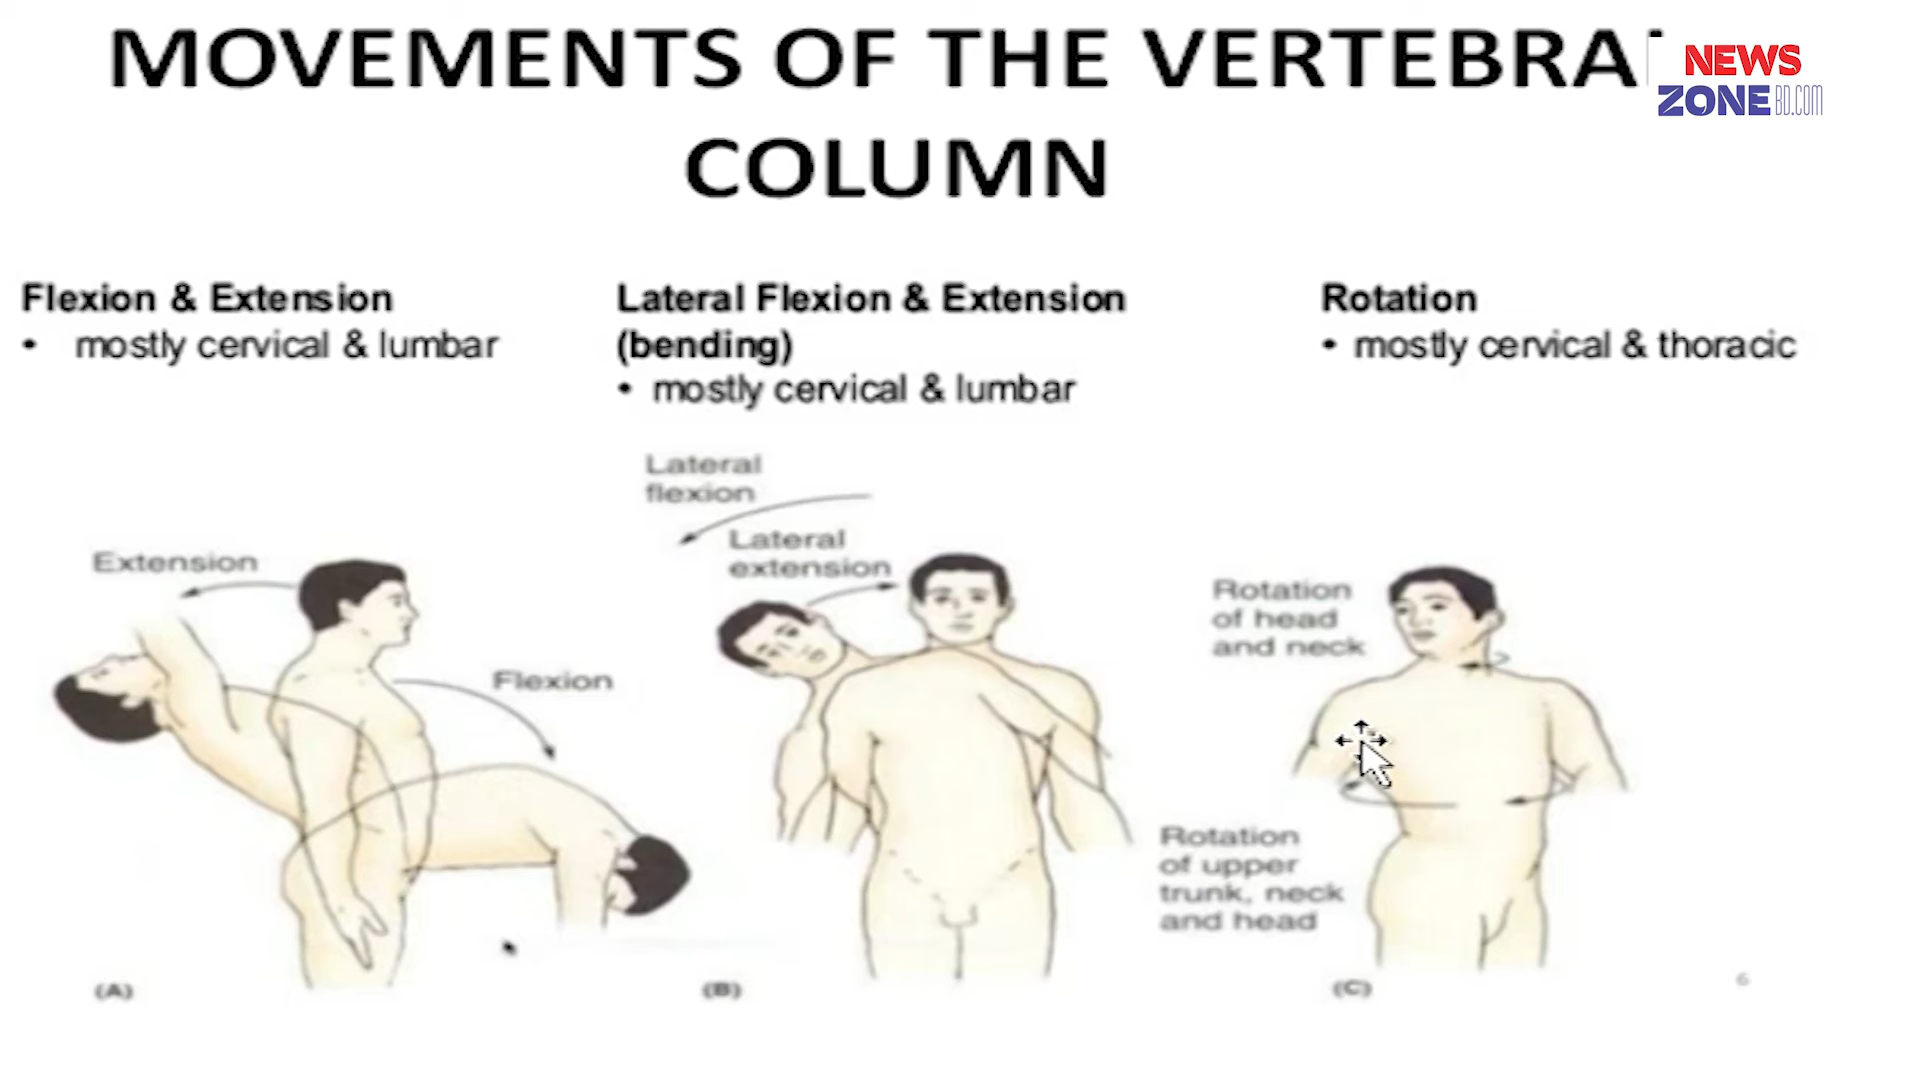 MOVEMENTS OF THE VERTEBRAL
COLUMN
NEWS
ZONE BD.COM
Flexion & Extension
• mostly cervical & lumbar
Lateral Flexion & Extension
(bending)
• mostly cervical & lumbar
Rotation
• mostly cervical & thoracic
Extension
Flexion
(A)
Lateral
flexion
Lateral
extension
(B)
Rotation
of head
and neck
Rotation
of upper
trunk, neck
and head
(C)
6